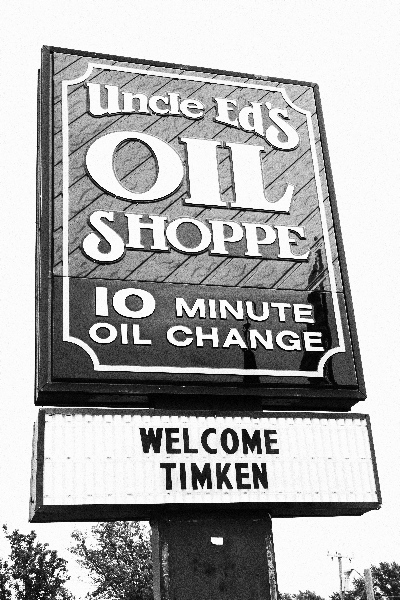 Uncle Ed's
OIL
SHOPPE
10 MINUTE
OIL CHANGE
WELCOME
TIMKEN